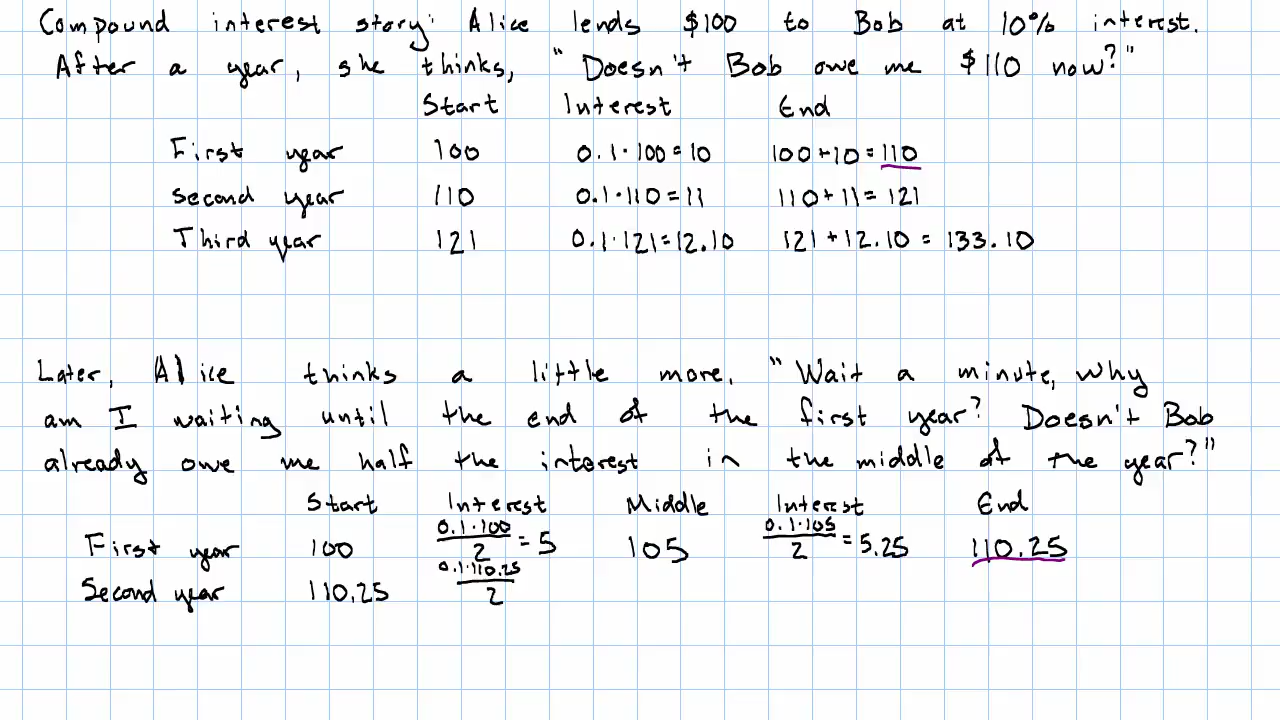 Compound interest story: Alice lends $100 to Bob at 10% interest.
After a year, she thinks, "Doesn't Bob owe me $110 now?"
Start Interest End
First year 100 0.1·100=10 100+10=110
Second year 110 0.1·110=11 110+11=121
Third year 121 0.1·121=12.10 121+12.10=133.10
Later, Alice thinks a little more. "Wait a minute, why
am I waiting until the end of the first year? Doesn't Bob
already owe me half the interest in the middle of the year?"
Start Interest Middle Interest End
First year 100 0.1·100/2=5 105 0.1·105/2=5.25 110.25
Second year 110.25 0.1·110.25/2